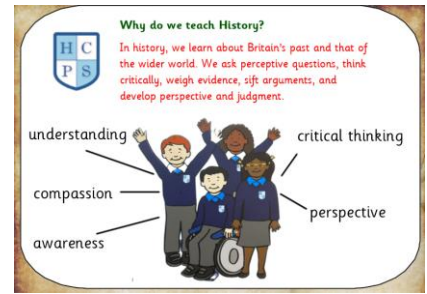 Why do we teach History?
H C
P S
In history, we learn about Britain's past and that of
the wider world. We ask perceptive questions, think
critically, weigh evidence, sift arguments, and
develop perspective and judgment.
understanding
critical thinking
compassion
perspective
awareness